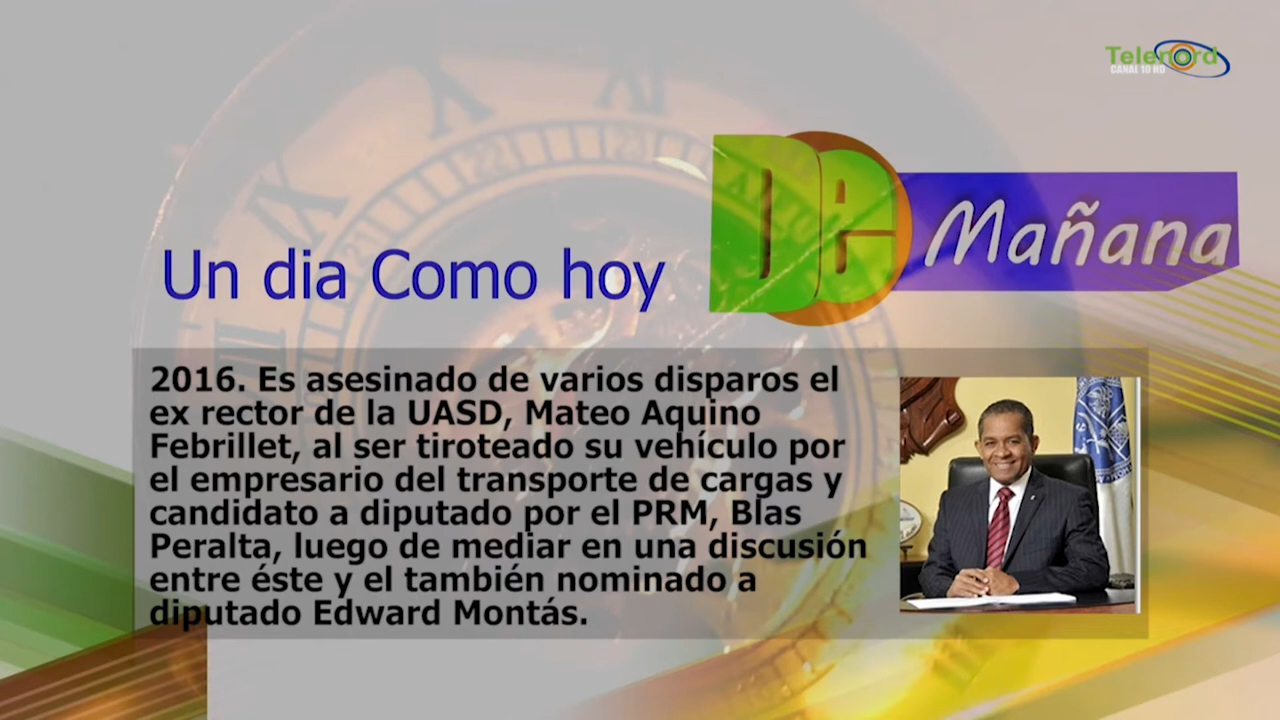 Telenord
CANAL 10 HD
De
Mañana
Un dia Como hoy
2016. Es asesinado de varios disparos el
ex rector de la UASD, Mateo Aquino
Febrillet, al ser tiroteado su vehículo por
el empresario del transporte de cargas y
candidato a diputado por el PRM, Blas
Peralta, luego de mediar en una discusión
entre éste y el también nominado a
diputado Edward Montás.